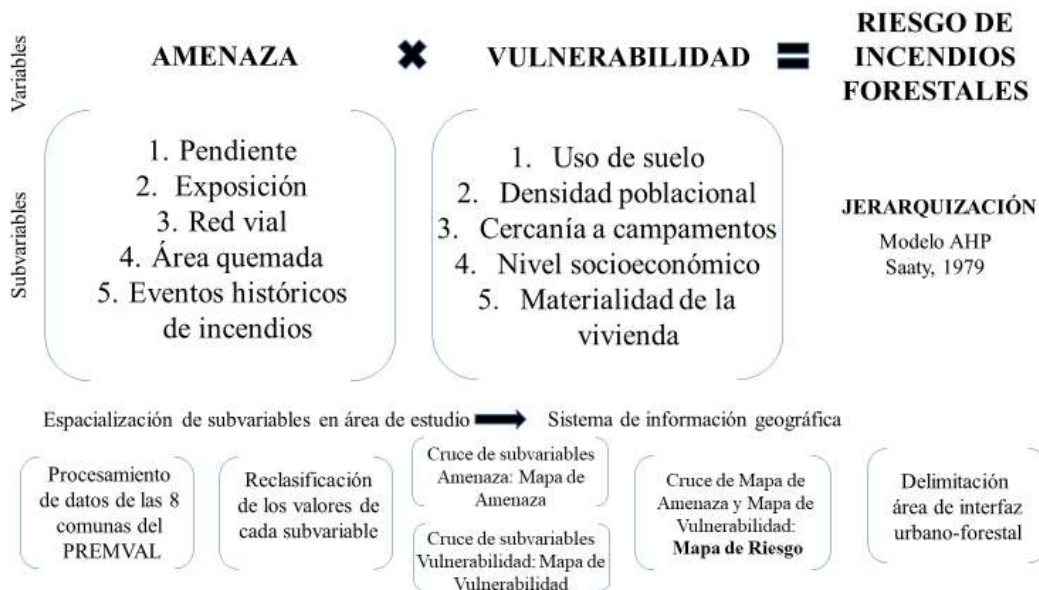 Variables
AMENAZA
VULNERABILIDAD
RIESGO DE
INCENDIOS
FORESTALES
Subvariables
1. Pendiente
2. Exposición
3. Red vial
4. Área quemada
5. Eventos históricos
de incendios
1. Uso de suelo
2. Densidad poblacional
3. Cercanía a campamentos
4. Nivel socioeconómico
5. Materialidad de la
vivienda
JERARQUIZACIÓN
Modelo AHP
Saaty, 1979
Espacialización de subvariables en área de estudio
Sistema de información geográfica
Procesamiento
de datos de las 8
comunas del
PREMVAL
Reclasificación
de los valores de
cada subvariable
Cruce de subvariables
Amenaza: Mapa de
Amenaza
Cruce de subvariables
Vulnerabilidad: Mapa de
Vulnerabilidad
Cruce de Mapa de
Amenaza y Mapa de
Vulnerabilidad:
Mapa de Riesgo
Delimitación
área de interfaz
urbano-forestal